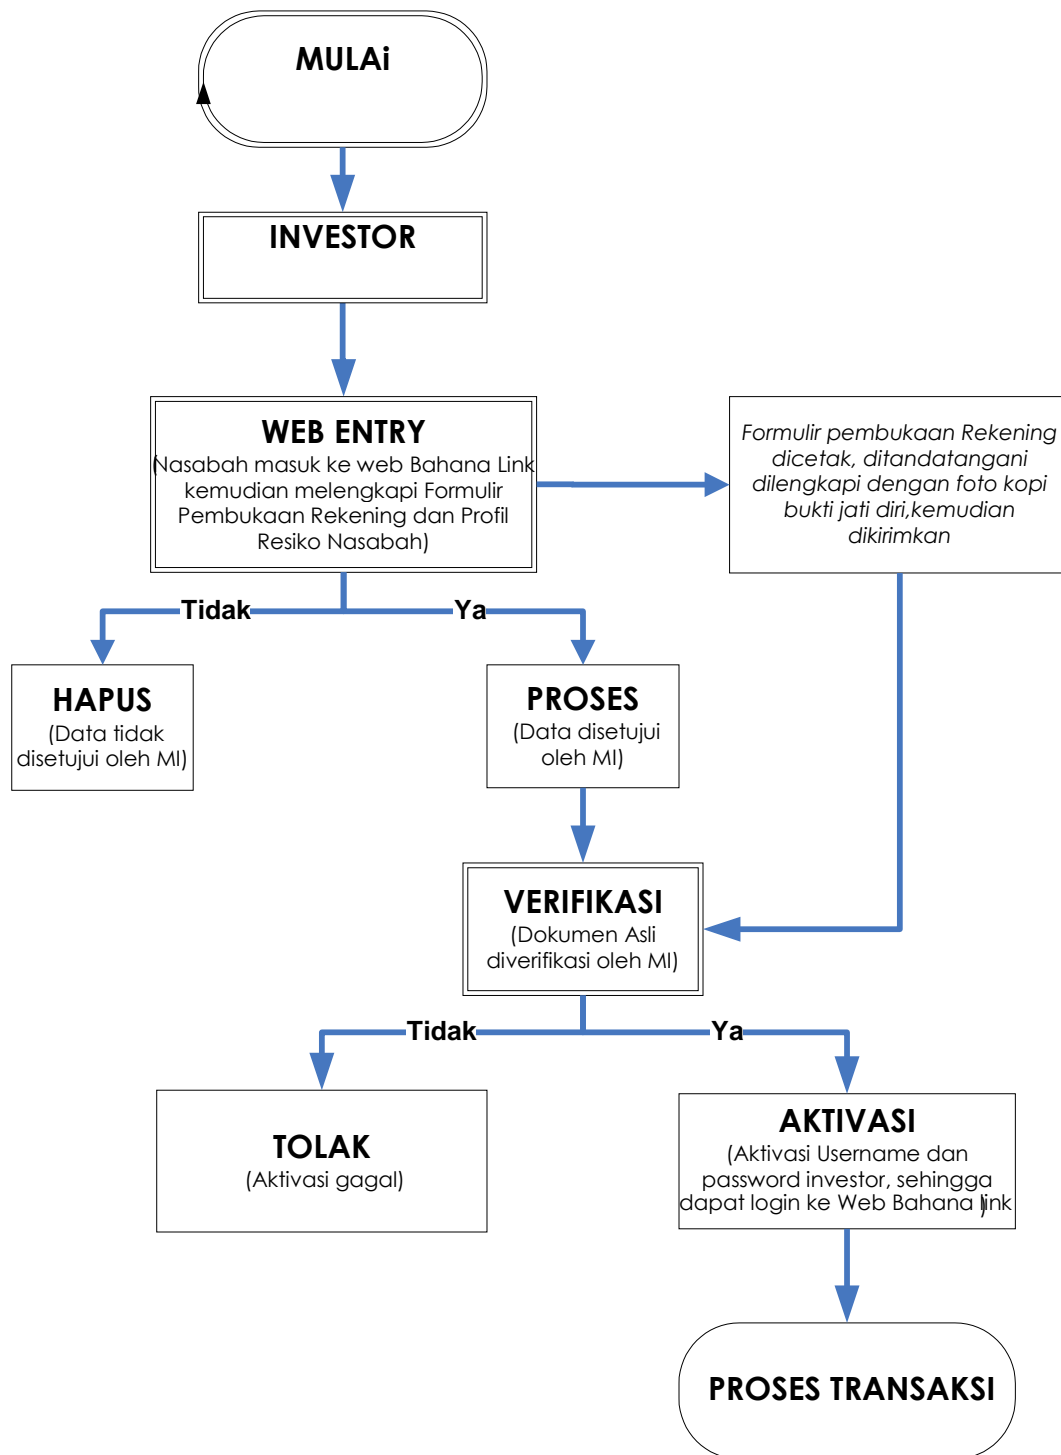 MULAi
INVESTOR
WEB ENTRY
(Nasabah masuk ke web Bahana Link
kemudian melengkapi Formulir
Pembukaan Rekening dan Profil
Resiko Nasabah)
Formulir pembukaan Rekening
dicetak, ditandatangani
dilengkapi dengan foto kopi
bukti jati diri,kemudian
dikirimkan
Tidak
Ya
HAPUS
(Data tidak
disetujui oleh MI)
PROSES
(Data disetujui
oleh MI)
VERIFIKASI
(Dokumen Asli
diverifikasi oleh MI)
Tidak
Ya
TOLAK
(Aktivasi gagal)
AKTIVASI
(Aktivasi Username dan
password investor, sehingga
dapat login ke Web Bahana link)
PROSES TRANSAKSI